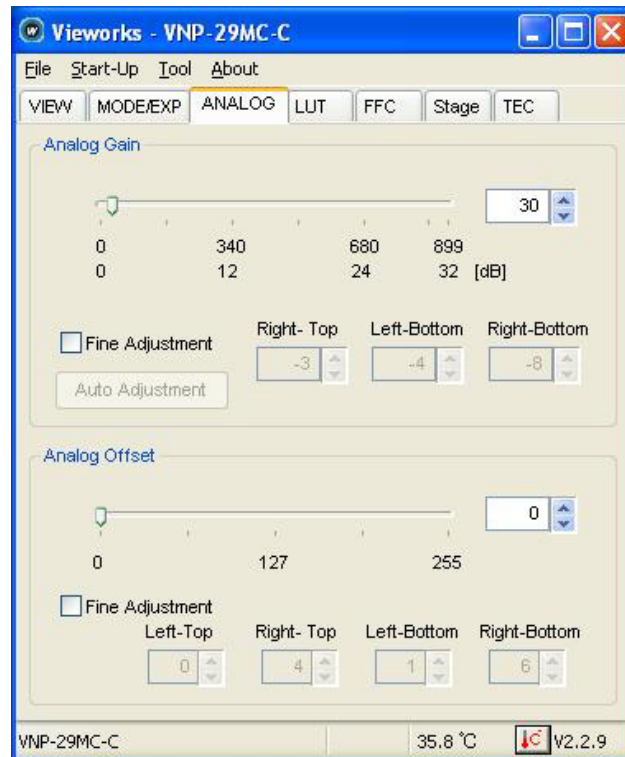 Vieworks - VNP-29MC-C
File Start-Up Tool About
VIEW MODE/EXP ANALOG LUT FFC Stage TEC
Analog Gain
30
0 340 680 899
0 12 24 32 [dB]
Right- Top Left-Bottom Right-Bottom
Fine Adjustment
-3 -4 -8
Auto Adjustment
Analog Offset
0
0 127 255
Fine Adjustment
Left-Top Right- Top Left-Bottom Right-Bottom
0 4 1 6
VNP-29MC-C 35.8 ℃ C V2.2.9